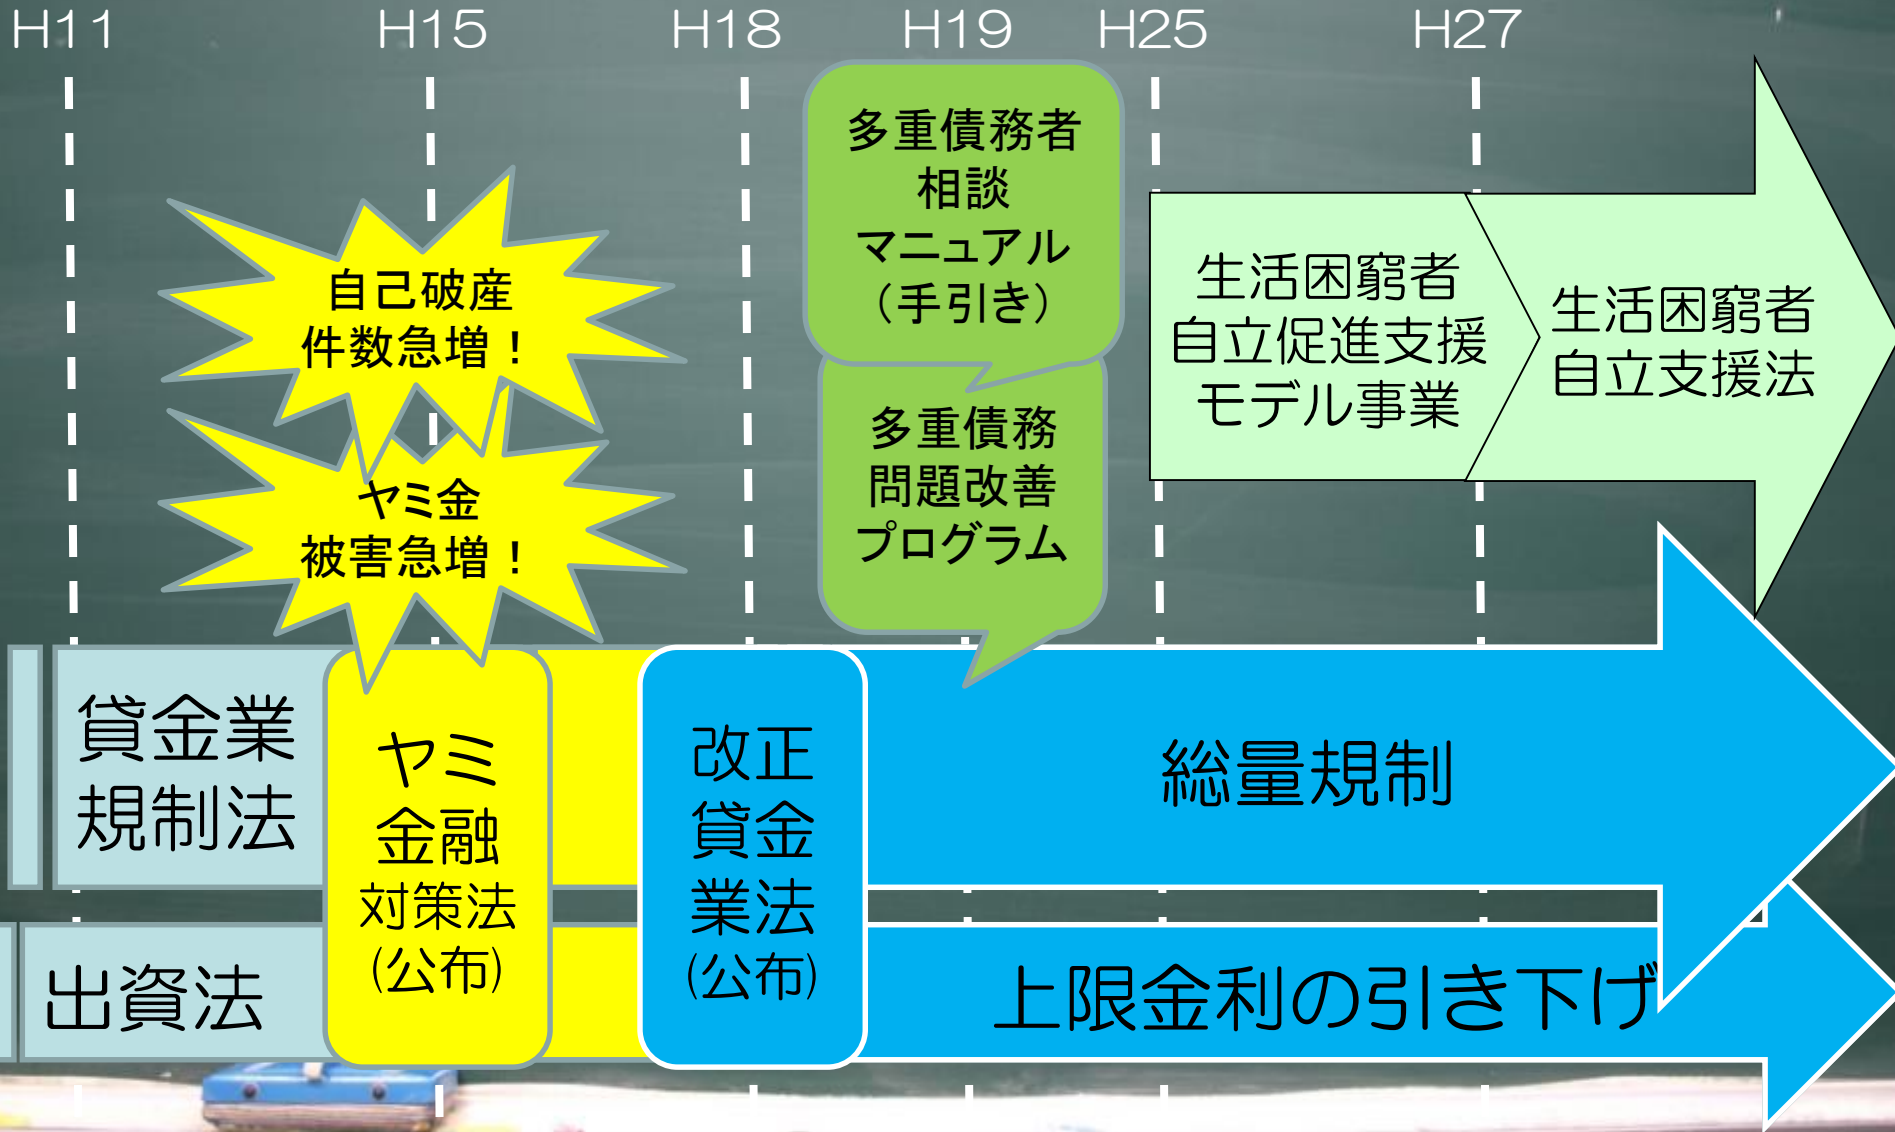 H11
H15
H18
H19
H25
H27
自己破産
件数急増！
ヤミ金
被害急増！
多重債務者
相談
マニュアル
（手引き）
多重債務
問題改善
プログラム
生活困窮者
自立促進支援
モデル事業
生活困窮者
自立支援法
貸金業
規制法
ヤミ
金融
対策法
(公布)
改正
貸金
業法
(公布)
総量規制
出資法
上限金利の引き下げ